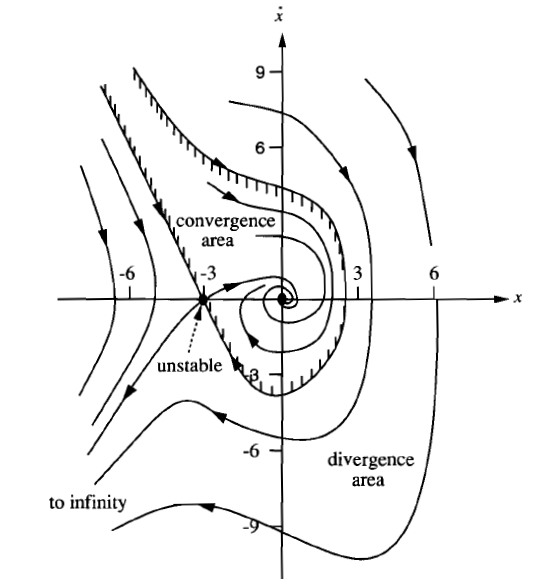 ẋ
9
6
convergence
area
-6
-3
3
6
x
unstable
-3
-6
divergence
area
to infinity
-9